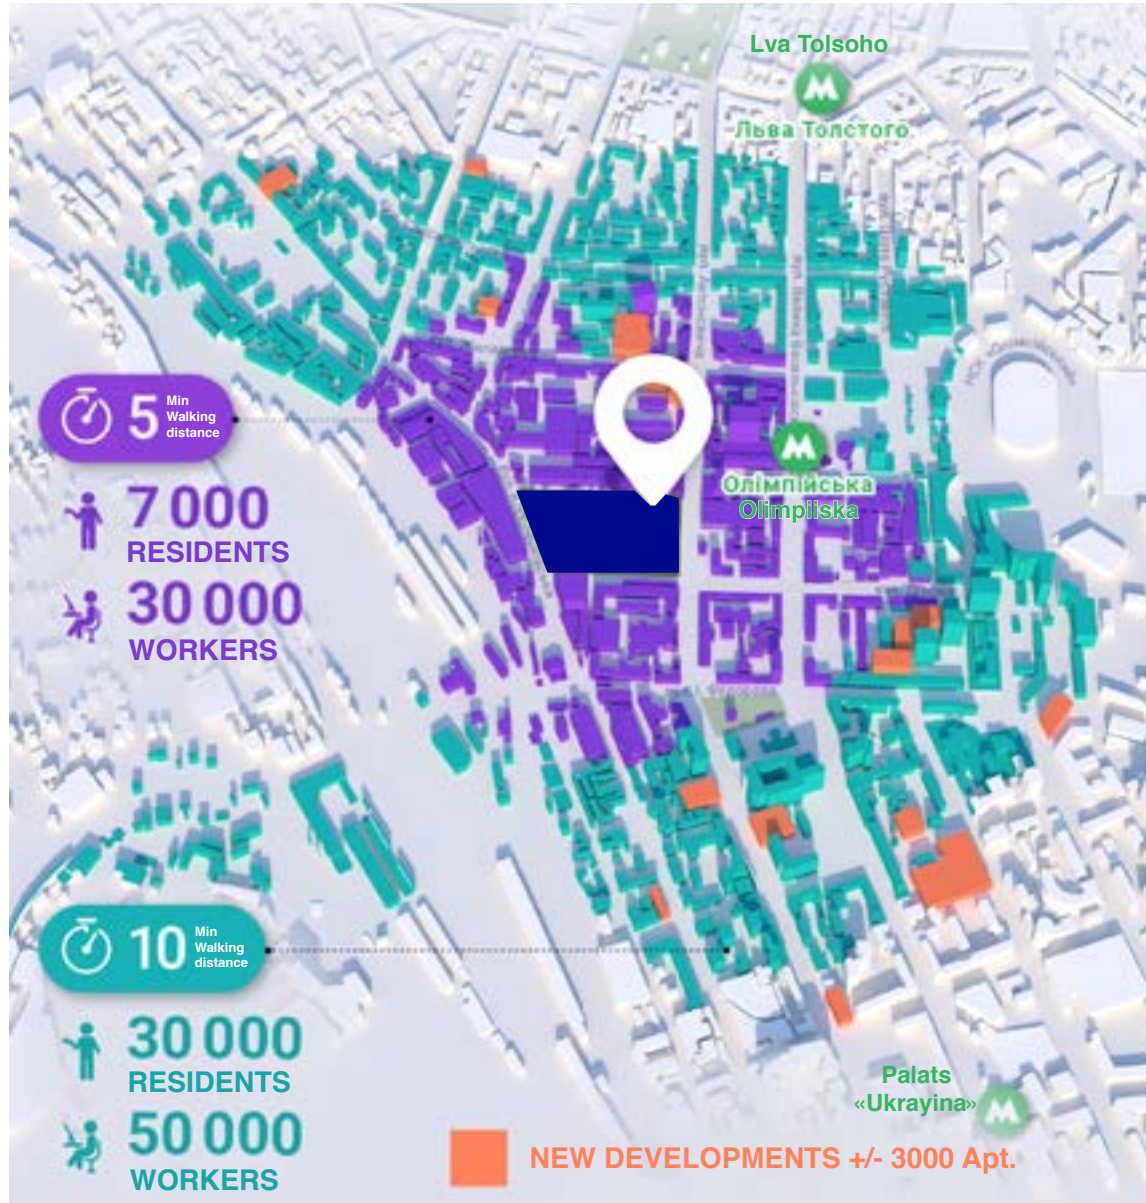 Lva Tolsoho
M
Льва Толстого
5
Min
Walking
distance
7 000
RESIDENTS
30 000
WORKERS
M
Олімпійська
Olimpiiska
10
Min
Walking
distance
30 000
RESIDENTS
50 000
WORKERS
Palats
«Ukrayina»
M
NEW DEVELOPMENTS +/- 3000 Apt.